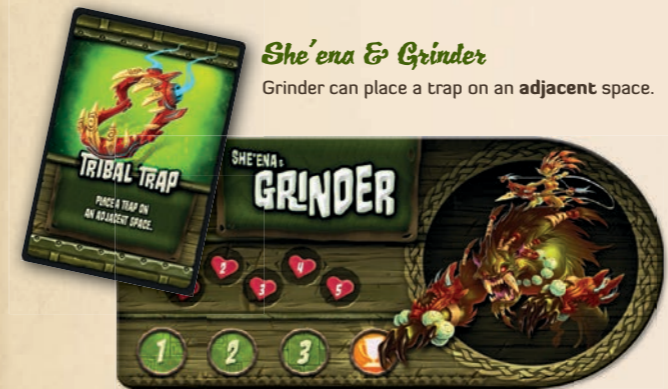 She'ena & Grinder
Grinder can place a trap on an adjacent space.
TRIBAL TRAP
PLACE A TRAP ON
AN ADJACENT SPACE.
SHE'ENA &
GRINDER
2
4
3
5
1
2
3